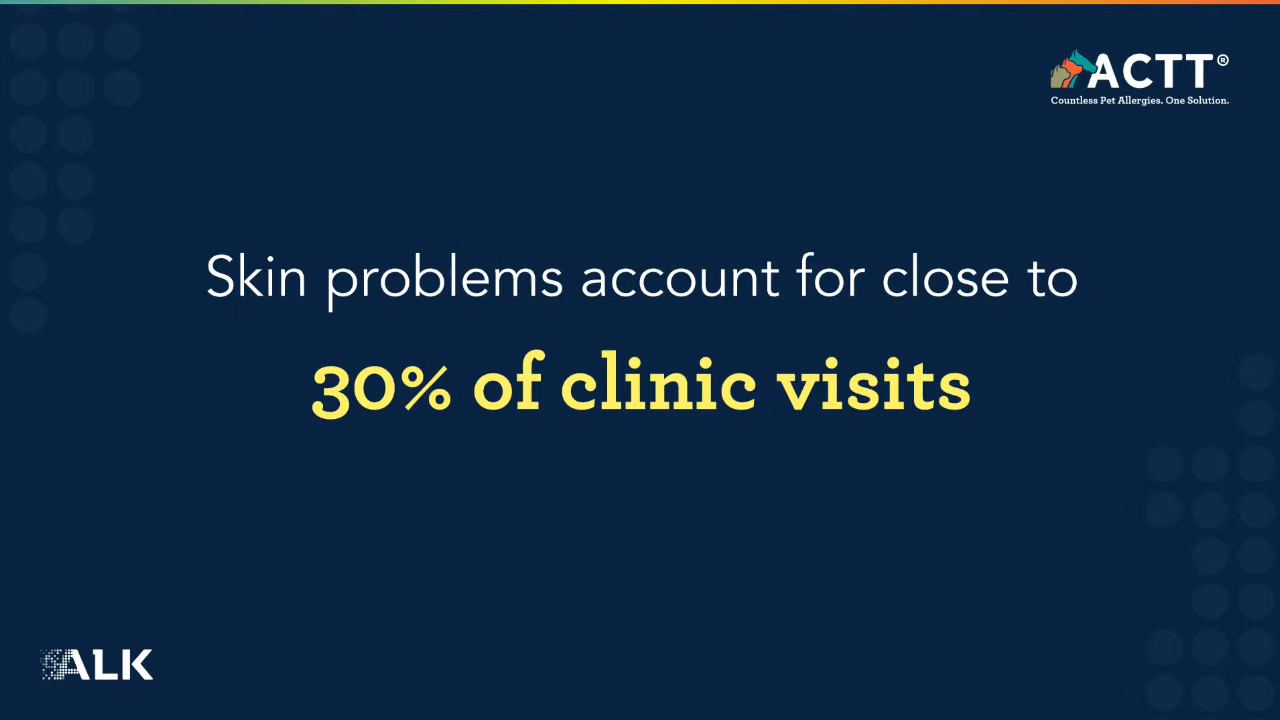 ACTT®
Countless Pet Allergies. One Solution.
Skin problems account for close to
30% of clinic visits
ALK